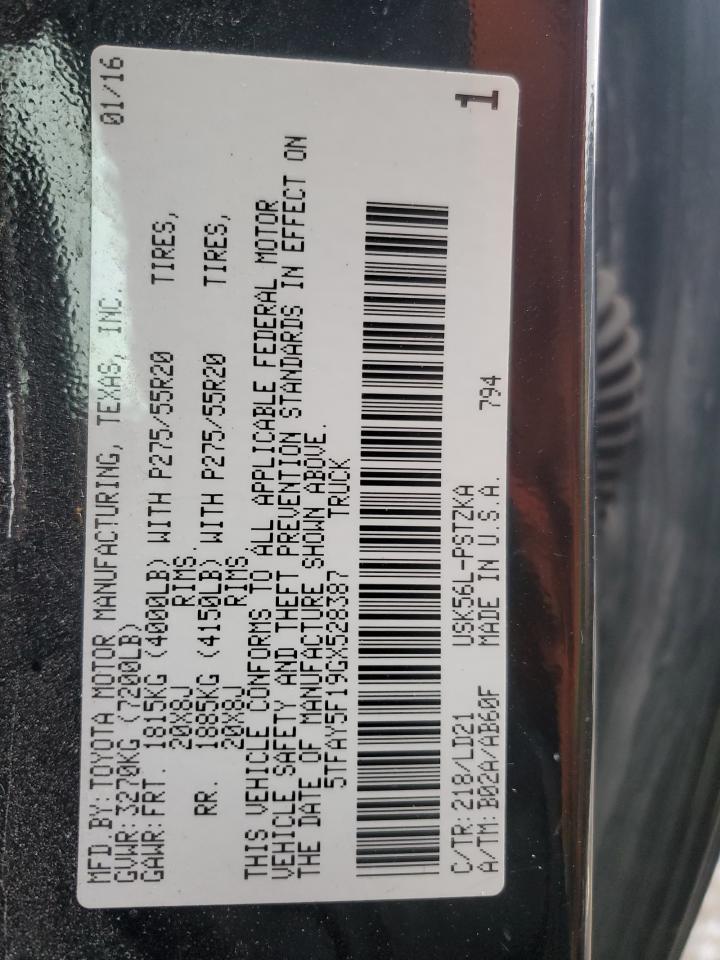 MFD BY: TOYOTA MOTOR MANUFACTURING, TEXAS, INC. 01/16
GVWR: 3270KG (7200LB)
GAWR: FRT. 1815KG (4000LB) WITH P275/55R20 TIRES,
20X8J RIMS.
RR. 1885KG (4150LB) WITH P275/55R20 TIRES,
20X8J RIMS.
THIS VEHICLE CONFORMS TO ALL APPLICABLE FEDERAL MOTOR
VEHICLE SAFETY AND THEFT PREVENTION STANDARDS IN EFFECT ON
THE DATE OF MANUFACTURE SHOWN ABOVE.
5TFAY5F19GX528387 TRUCK
C/TR: 218/LD21 USK56L-PSTZKA 794 1
A/TM: B02A/AB60F MADE IN U.S.A.